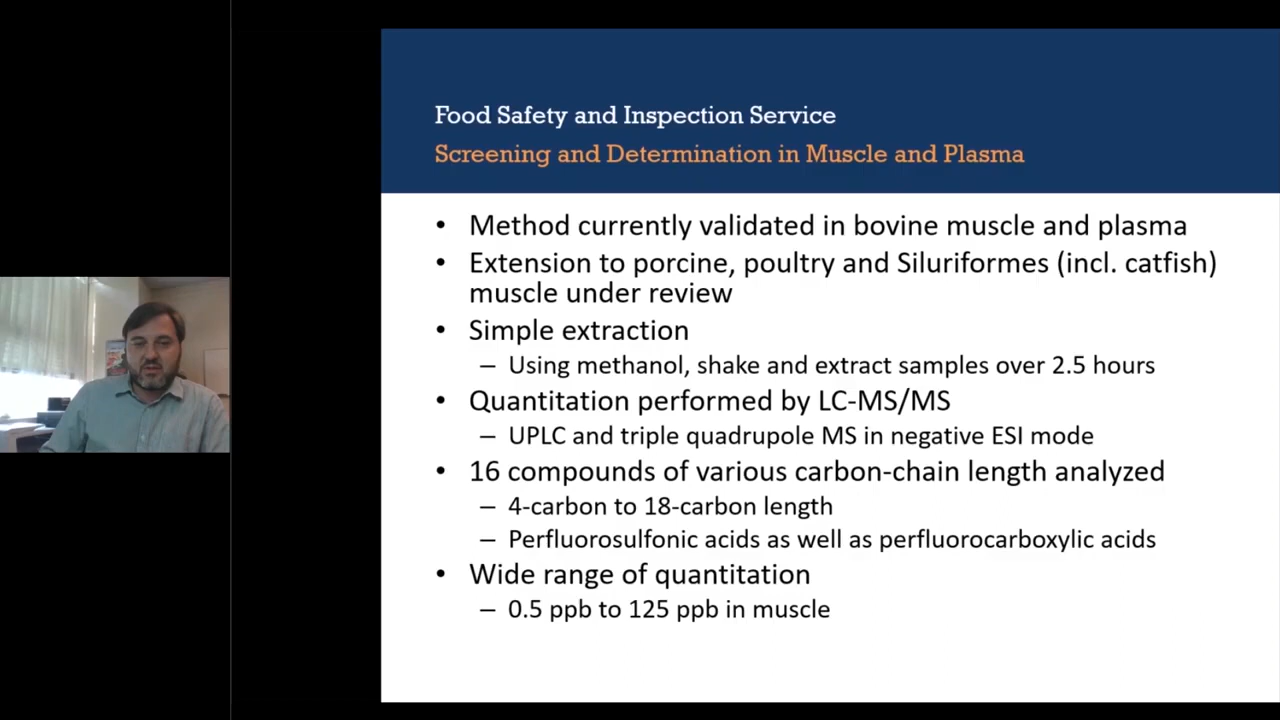 Food Safety and Inspection Service
Screening and Determination in Muscle and Plasma
• Method currently validated in bovine muscle and plasma
• Extension to porcine, poultry and Siluriformes (incl. catfish)
muscle under review
• Simple extraction
– Using methanol, shake and extract samples over 2.5 hours
• Quantitation performed by LC-MS/MS
– UPLC and triple quadrupole MS in negative ESI mode
• 16 compounds of various carbon-chain length analyzed
– 4-carbon to 18-carbon length
– Perfluorosulfonic acids as well as perfluorocarboxylic acids
• Wide range of quantitation
– 0.5 ppb to 125 ppb in muscle